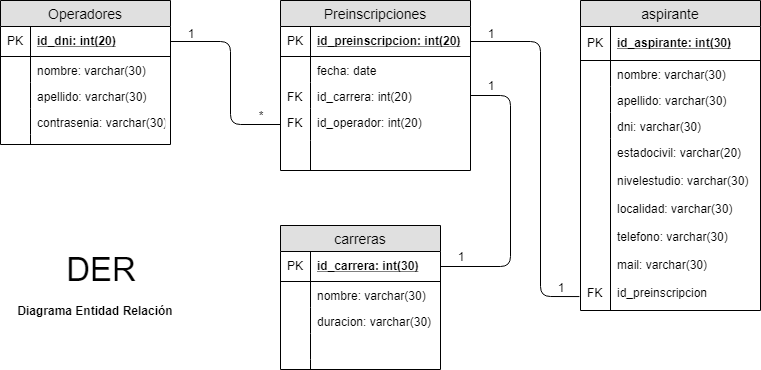 Operadores
PK id_dni: int(20)
nombre: varchar(30)
apellido: varchar(30)
contrasenia: varchar(30)
1
*
Preinscripciones
PK id_preinscripcion: int(20)
fecha: date
FK id_carrera: int(20)
FK id_operador: int(20)
1
1
aspirante
PK id_aspirante: int(30)
nombre: varchar(30)
apellido: varchar(30)
dni: varchar(30)
estadocivil: varchar(20)
nivelestudio: varchar(30)
localidad: varchar(30)
telefono: varchar(30)
mail: varchar(30)
FK id_preinscripcion
1
carreras
PK id_carrera: int(30)
nombre: varchar(30)
duracion: varchar(30)
1
DER
Diagrama Entidad Relación